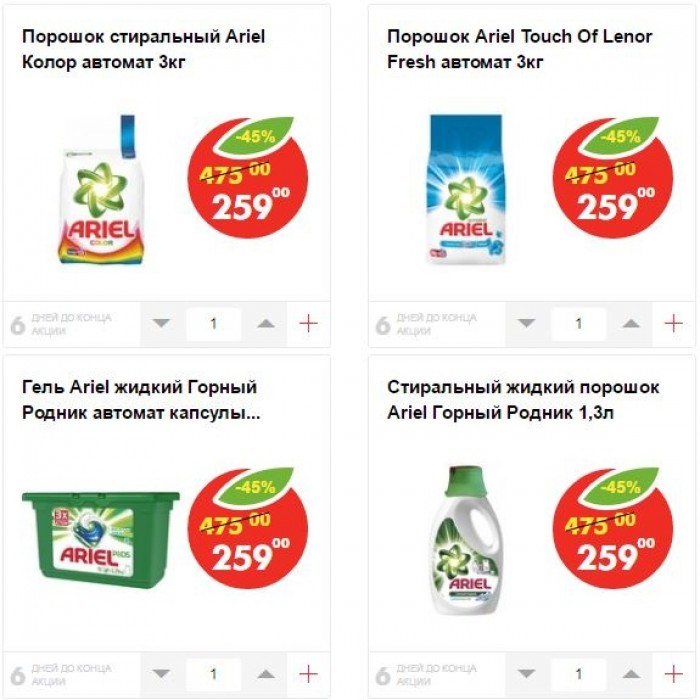 Порошок стиральный Ariel
Колор автомат 3кг
-45%
475 00
259 00
ARIEL
COLOR
6 ДНЕЙ ДО КОНЦА
АКЦИИ
1
Порошок Ariel Touch Of Lenor
Fresh автомат 3кг
-45%
475 00
259 00
ARIEL
6 ДНЕЙ ДО КОНЦА
АКЦИИ
1
Гель Ariel жидкий Горный
Родник автомат капсулы...
-45%
475 00
259 00
ARIEL
PODS
6 ДНЕЙ ДО КОНЦА
АКЦИИ
1
Стиральный жидкий порошок
Ariel Горный Родник 1,3л
-45%
475 00
259 00
ARIEL
6 ДНЕЙ ДО КОНЦА
АКЦИИ
1